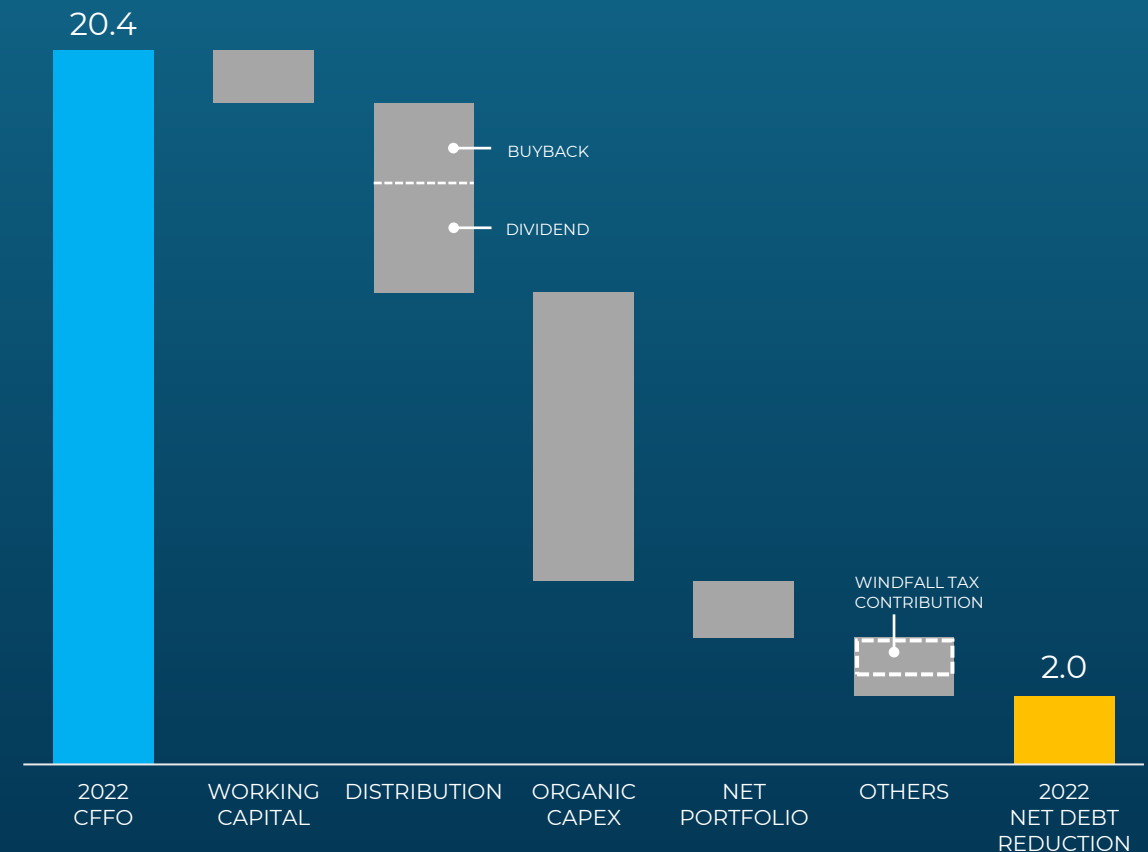 20.4
BUYBACK
DIVIDEND
WINDFALL TAX
CONTRIBUTION
2.0
2022
CFFO
WORKING
CAPITAL
DISTRIBUTION
ORGANIC
CAPEX
NET
PORTFOLIO
OTHERS
2022
NET DEBT
REDUCTION